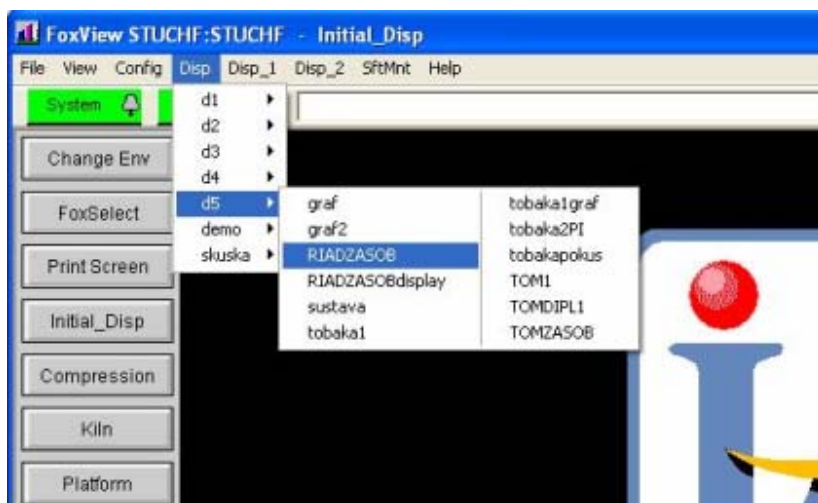 FoxView STUCHF:STUCHF - Initial_Disp
File View Config Disp Disp_1 Disp_2 SftMnt Help
System
Change Env
FoxSelect
Print Screen
Initial_Disp
Compression
Kiln
Platform
d1
d2
d3
d4
d5
demo
skuska
graf
graf2
RIADZASOB
RIADZASOBdisplay
sustava
tobaka1
tobaka1graf
tobaka2PI
tobakapokus
TOM1
TOMDIPL1
TOMZASOB